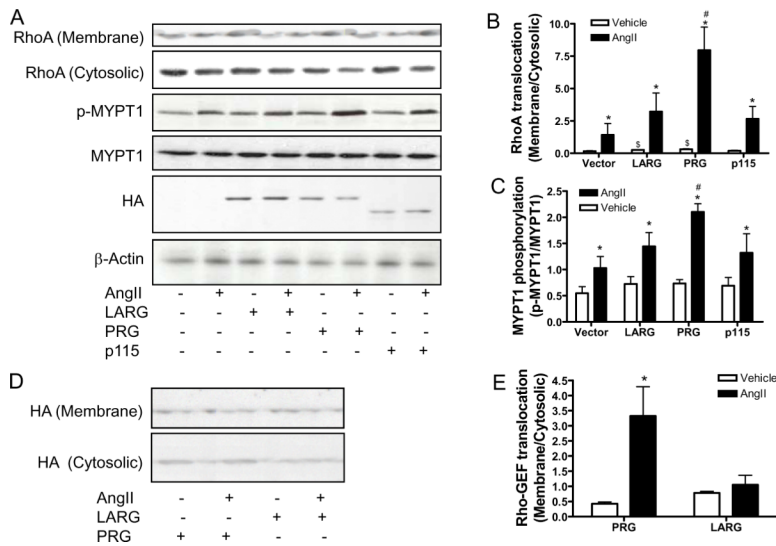 A
RhoA (Membrane)
RhoA (Cytosolic)
p-MYPT1
MYPT1
HA
β-Actin
AngII - + - + - + - +
LARG - - + + - - - -
PRG - - - - + + - -
p115 - - - - - - + +
B
Vehicle
AngII
RhoA translocation
(Membrane/Cytosolic)
10.0
7.5
5.0
2.5
0.0
* $ * $ # * *
Vector LARG PRG p115
C
AngII
Vehicle
MYPT1 phosphorylation
(p-MYPT1/MYPT1)
2.5
2.0
1.5
1.0
0.5
0.0
* * # * *
Vector LARG PRG p115
D
HA (Membrane)
HA (Cytosolic)
AngII - + - +
LARG - - + +
PRG + + - -
E
Vehicle
AngII
Rho-GEF translocation
(Membrane/Cytosolic)
4.5
4.0
3.5
3.0
2.5
2.0
1.5
1.0
0.5
0.0
*
PRG LARG